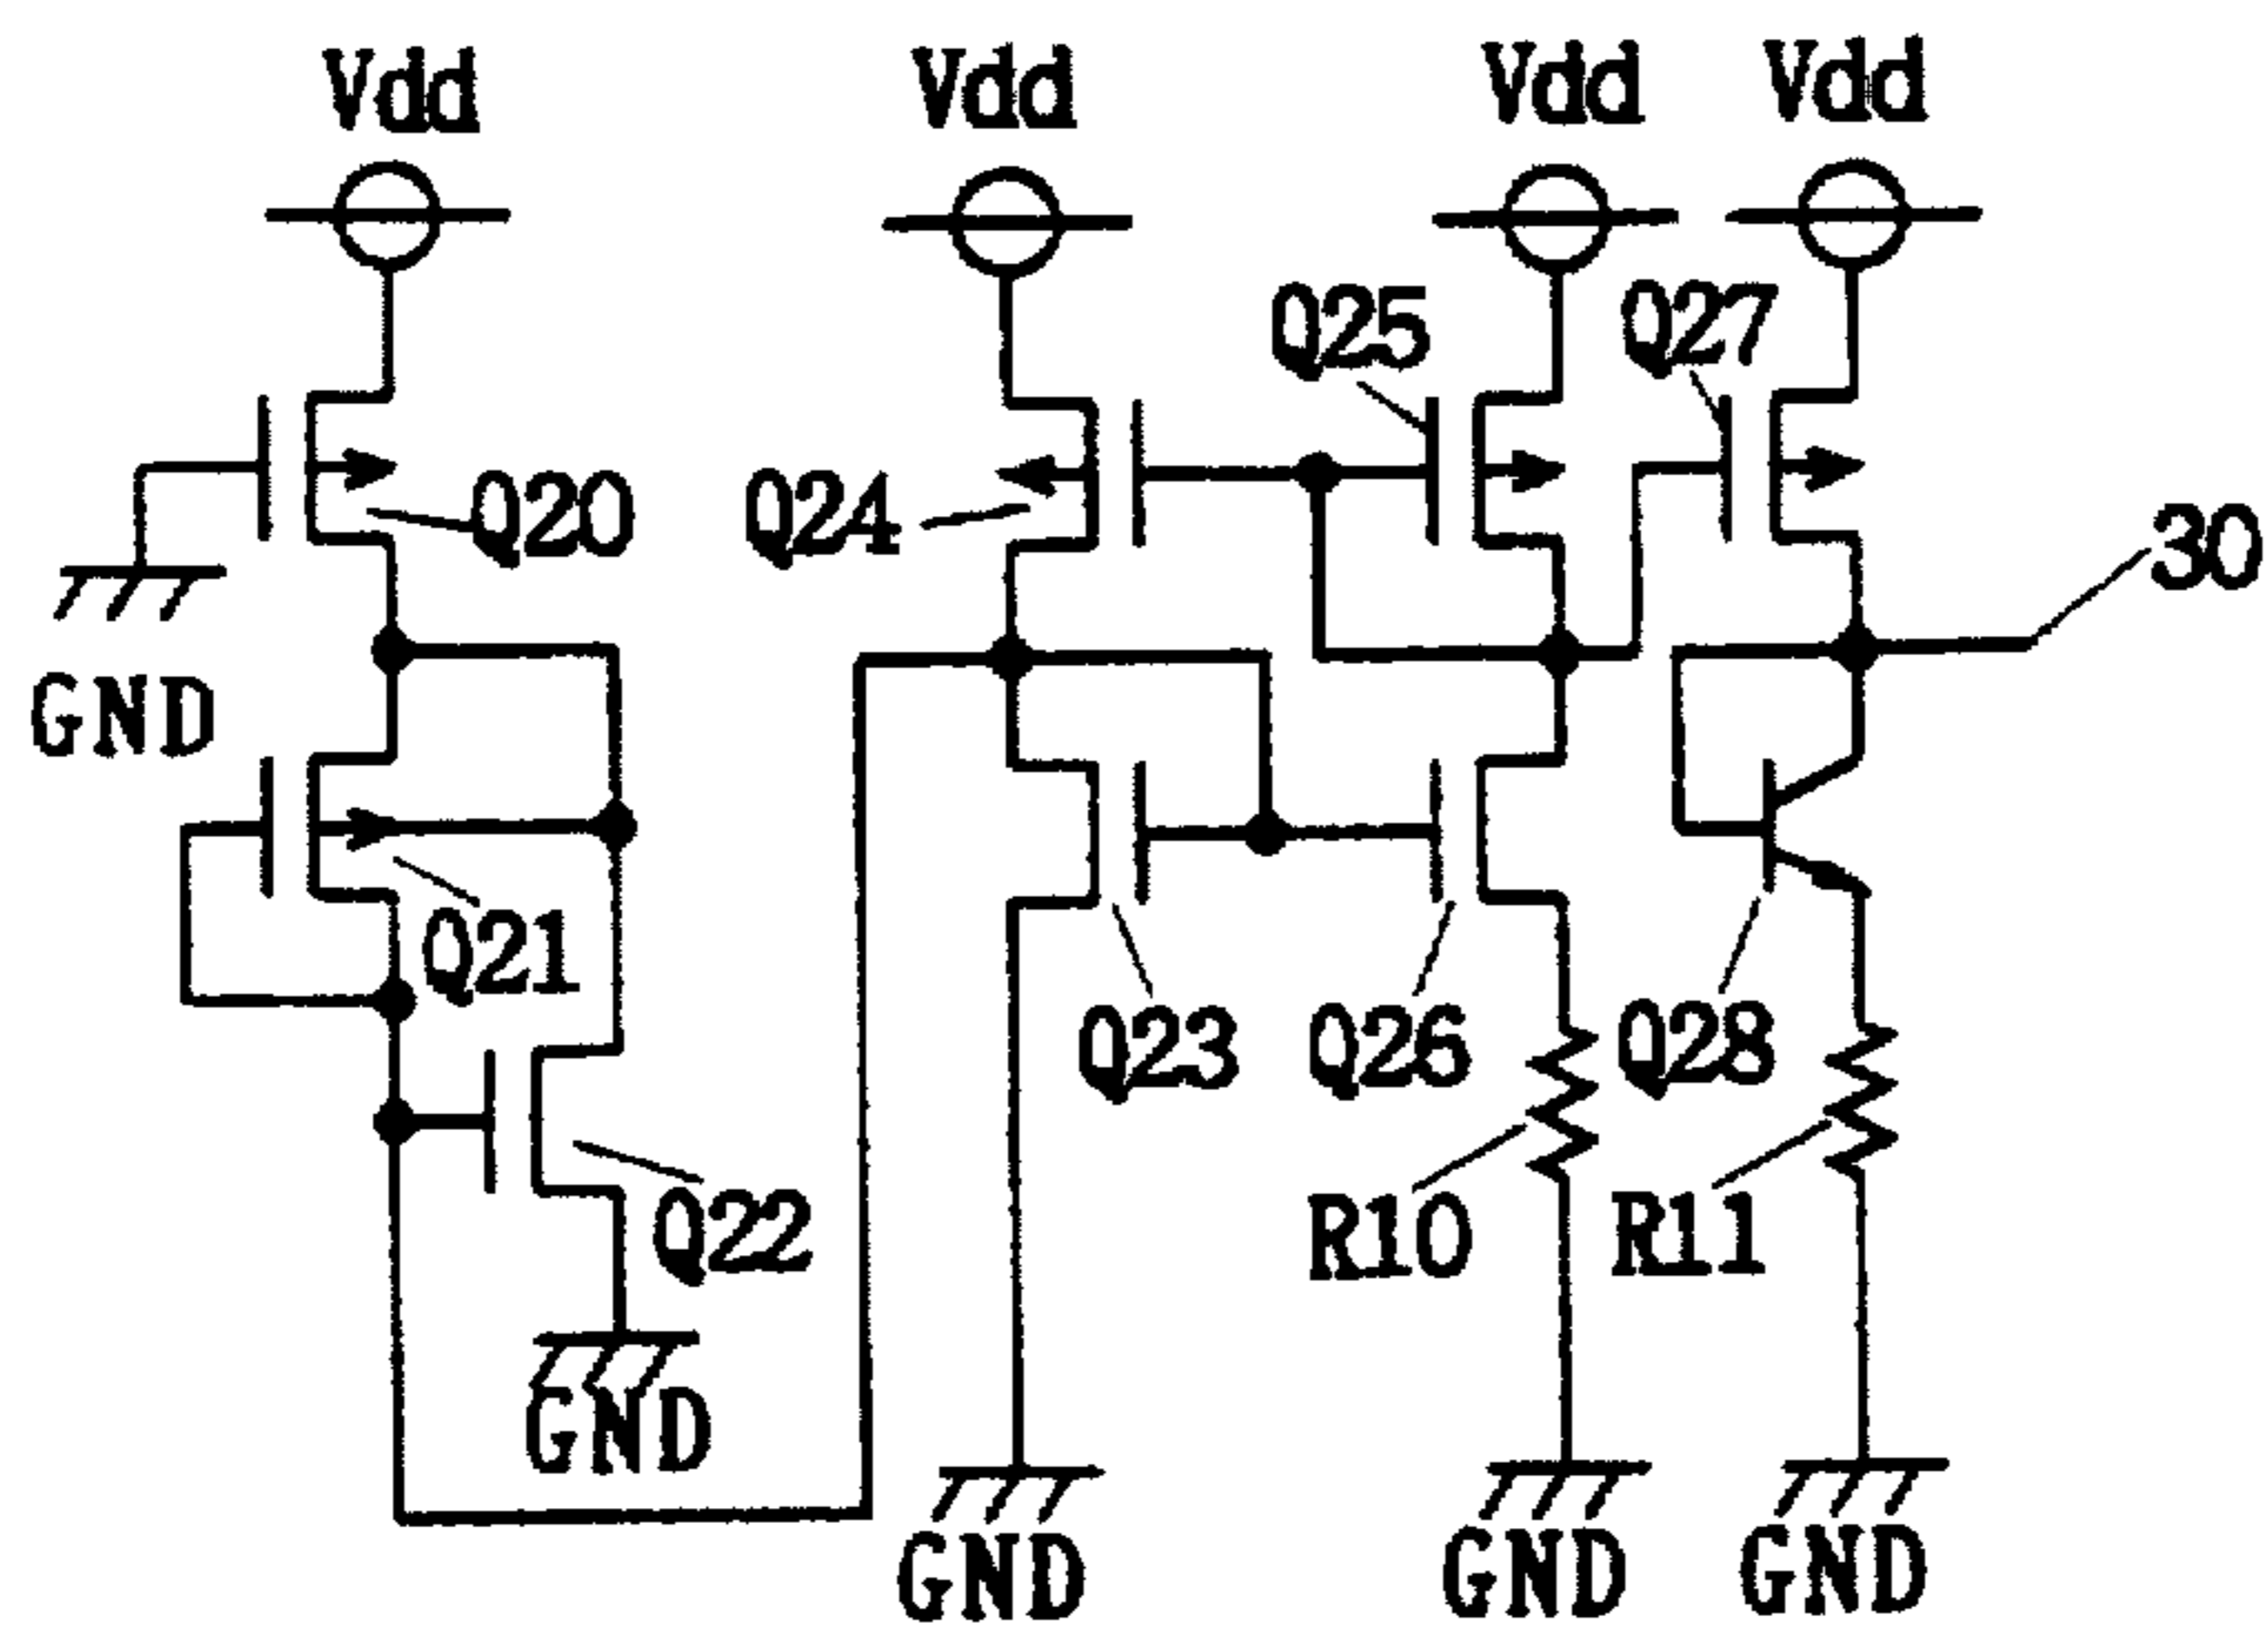 Vdd Vdd Vdd Vdd
Q25 Q27
Q20 Q24 30
GND
Q21
Q23 Q26 Q28
Q22 R10 R11
GND
GND GND GND